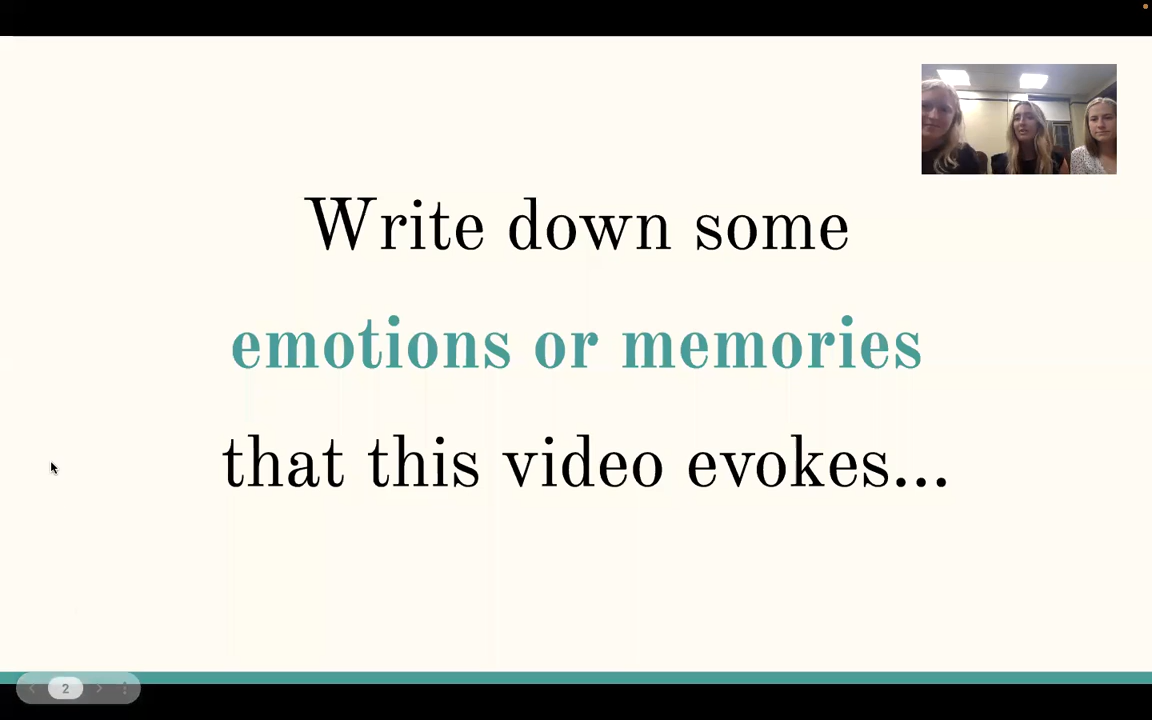 Write down some
emotions or memories
that this video evokes...
2